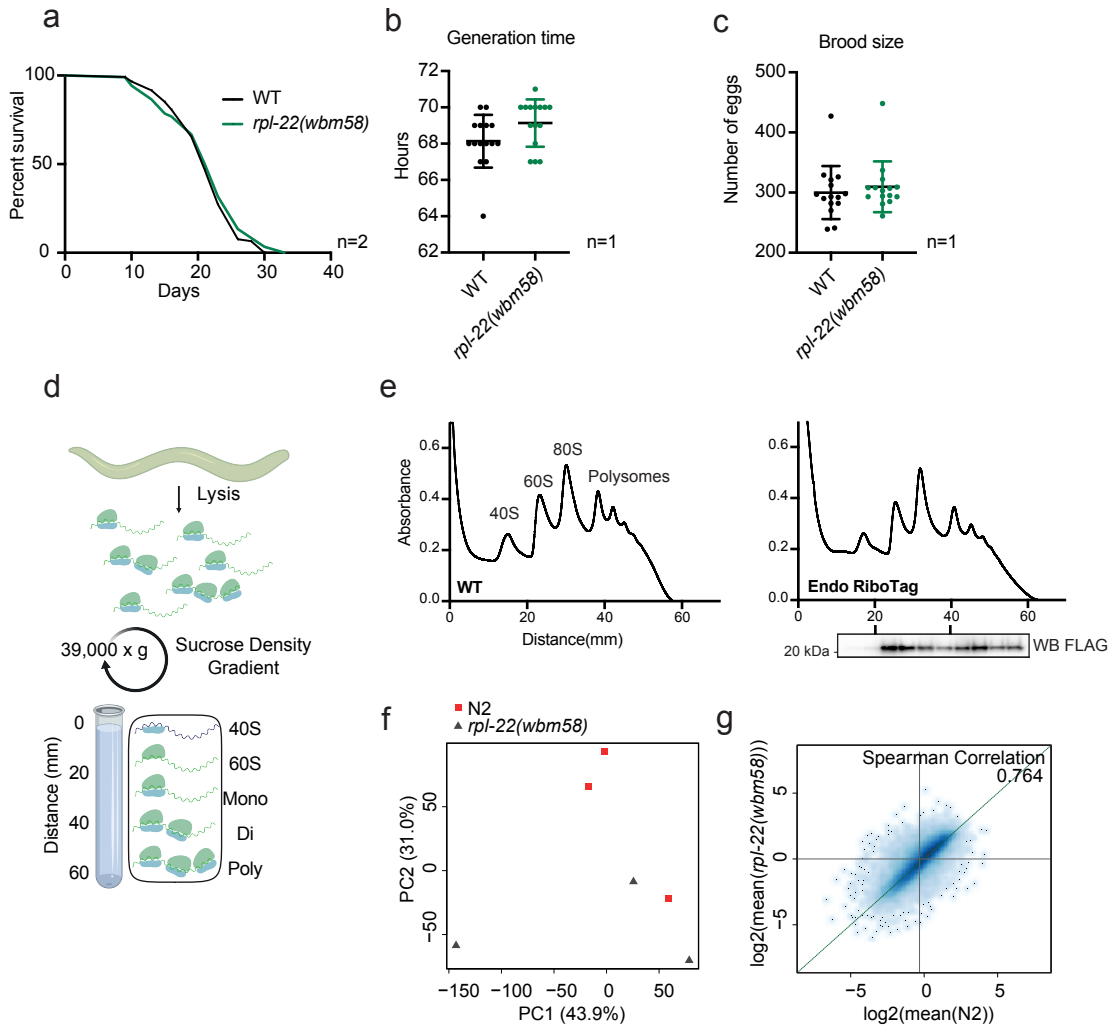 a
100
50
0
Percent survival
WT
rpl-22(wbm58)
n=2
0 10 20 30 40
Days
b
Generation time
72
70
68
66
64
62
Hours
n=1
WT
rpl-22(wbm58)
c
Brood size
500
400
300
200
Number of eggs
n=1
WT
rpl-22(wbm58)
d
Lysis
39,000 x g
Sucrose Density
Gradient
Distance (mm)
0
20
40
60
40S
60S
Mono
Di
Poly
e
Absorbance
0.6
0.4
0.2
0.0
40S
60S
80S
Polysomes
WT
0 20 40 60
Distance(mm)
0.6
0.4
0.2
0.0
Endo RiboTag
0 20 40 60
20 kDa
WB FLAG
f
N2
rpl-22(wbm58)
PC2 (31.0%)
50
0
−50
−150 −100 −50 0 50
PC1 (43.9%)
g
Spearman Correlation
0.764
log2(mean(rpl-22(wbm58)))
5
0
−5
−5 0 5
log2(mean(N2))